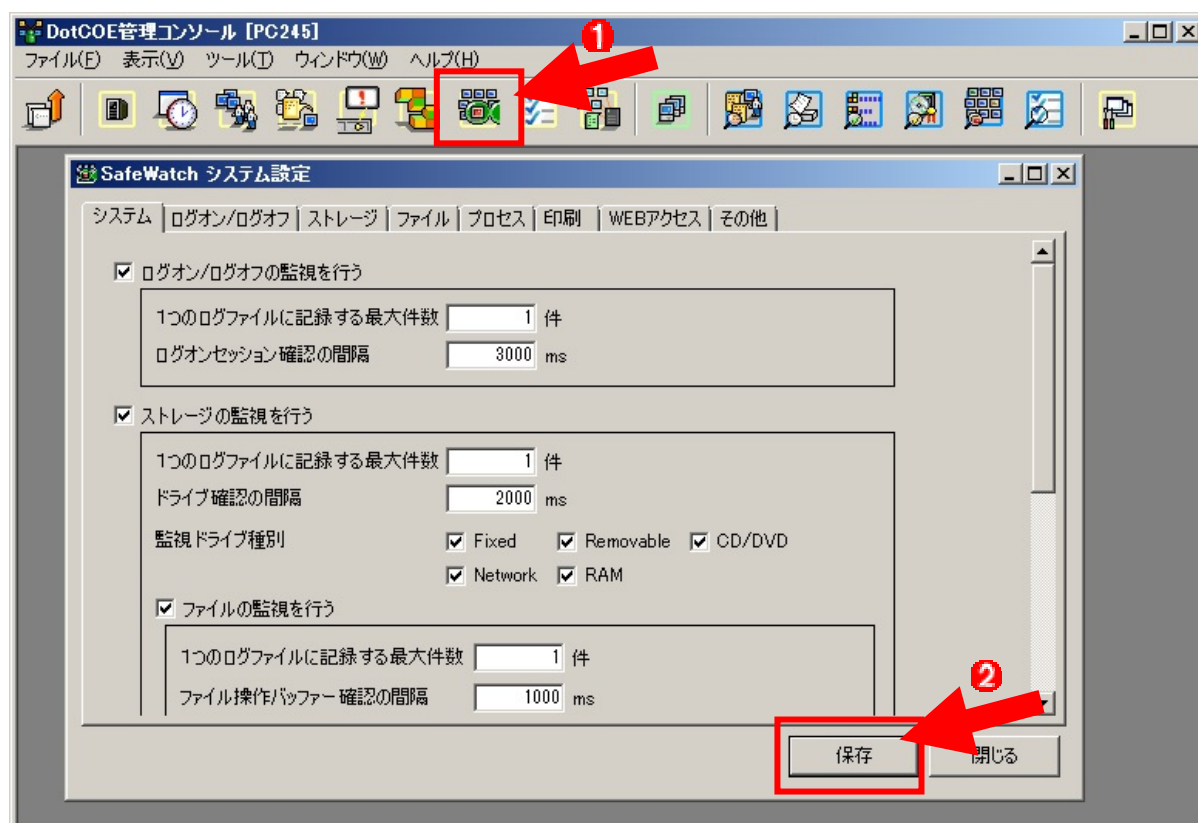 DotCOE管理コンソール [PC245]
ファイル(F) 表示(V) ツール(T) ウィンドウ(W) ヘルプ(H)
1
SafeWatch システム設定
システム ログオン/ログオフ ストレージ ファイル プロセス 印刷 WEBアクセス その他
ログオン/ログオフの監視を行う
1つのログファイルに記録する最大件数 1 件
ログオンセッション確認の間隔 3000 ms
ストレージの監視を行う
1つのログファイルに記録する最大件数 1 件
ドライブ確認の間隔 2000 ms
監視ドライブ種別 Fixed Removable CD/DVD
Network RAM
ファイルの監視を行う
1つのログファイルに記録する最大件数 1 件
ファイル操作バッファー確認の間隔 1000 ms
2
保存 閉じる